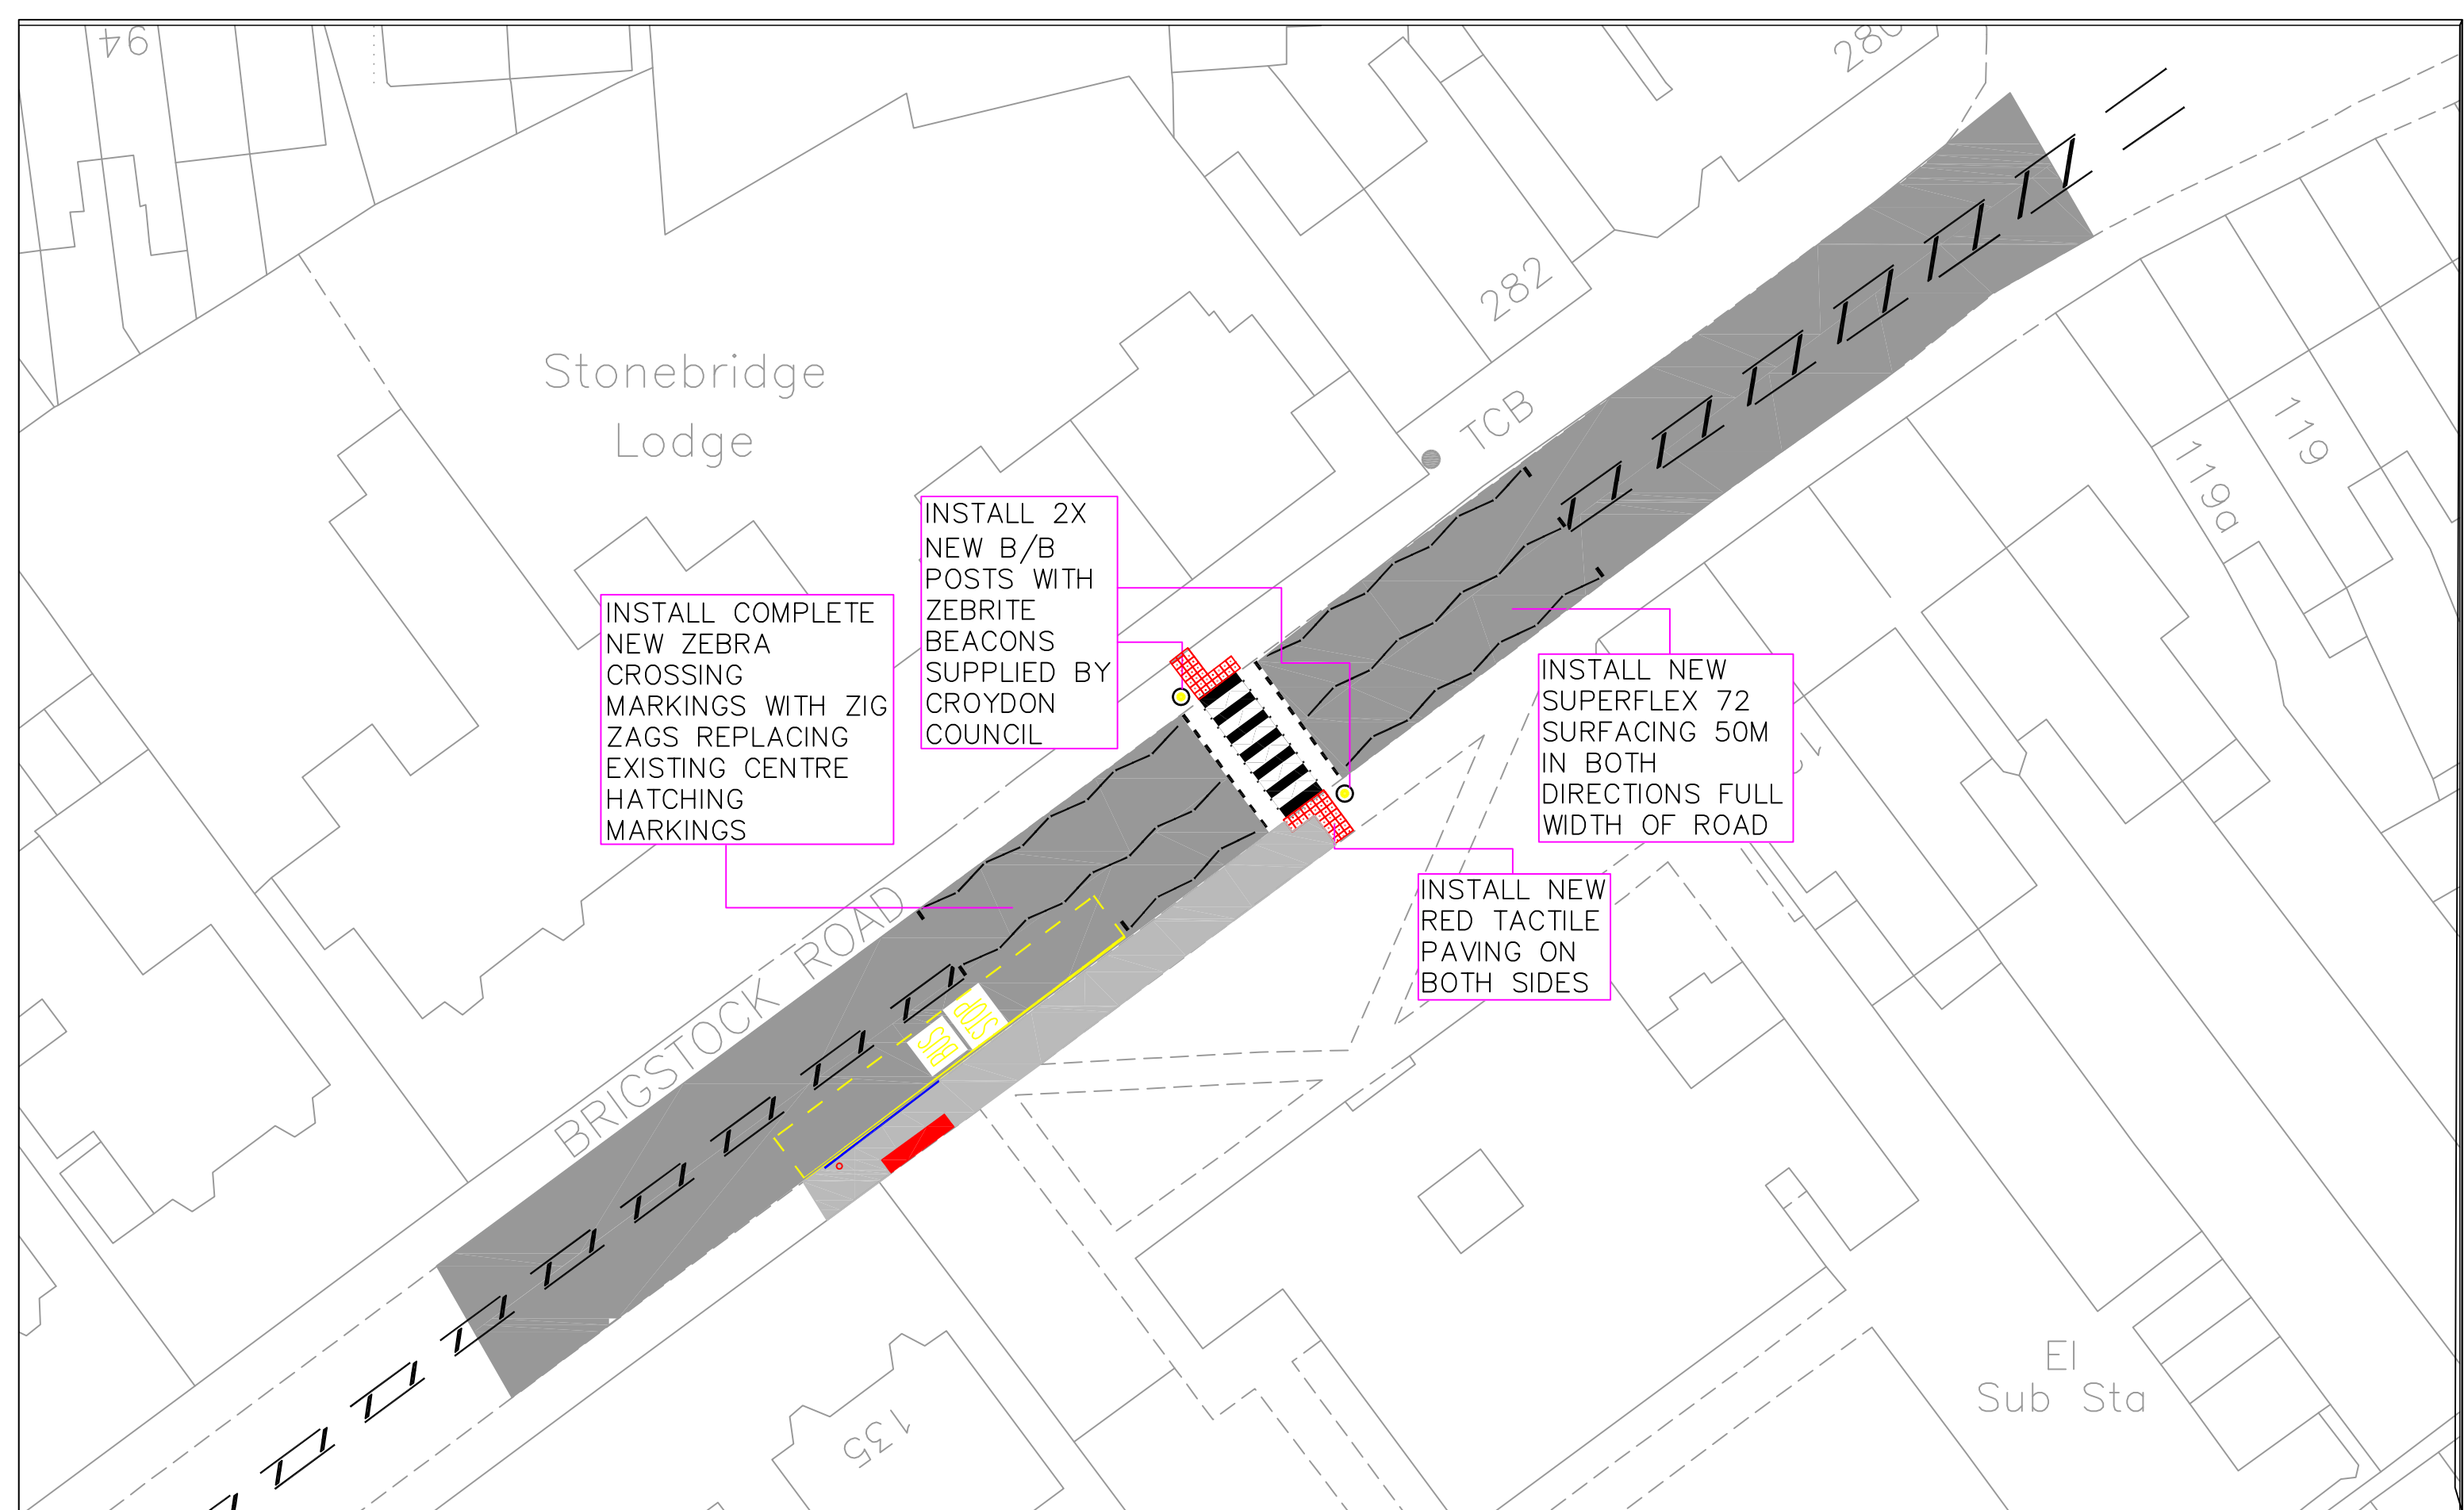 94
280
Stonebridge
Lodge
282
TCB
119
119a
INSTALL 2X
NEW B/B
POSTS WITH
ZEBRITE
BEACONS
SUPPLIED BY
CROYDON
COUNCIL
INSTALL COMPLETE
NEW ZEBRA
CROSSING
MARKINGS WITH ZIG
ZAGS REPLACING
EXISTING CENTRE
HATCHING
MARKINGS
INSTALL NEW
SUPERFLEX 72
SURFACING 50M
IN BOTH
DIRECTIONS FULL
WIDTH OF ROAD
INSTALL NEW
RED TACTILE
PAVING ON
BOTH SIDES
BRIGSTOCK ROAD
BUS
STOP
135
El
Sub Sta